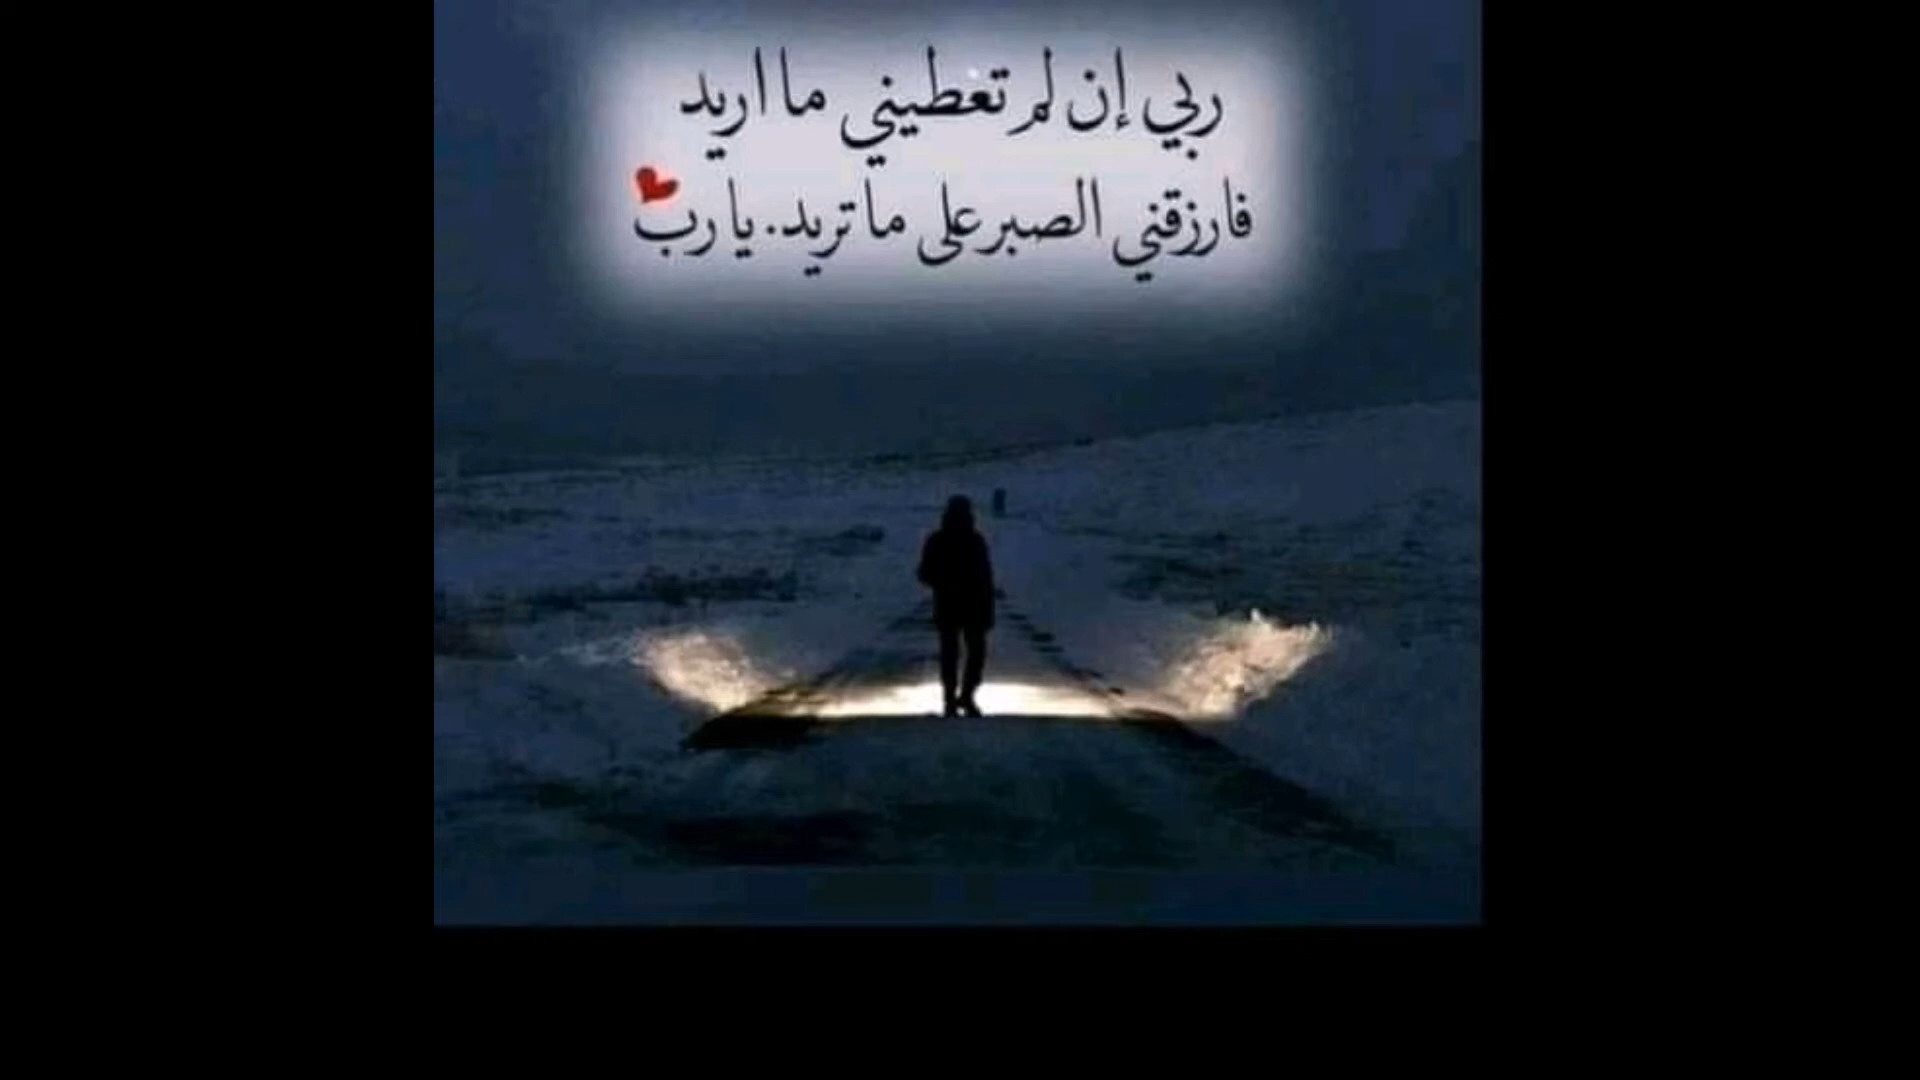 ربي إن لم تعطيني ما اريد
فارزقني الصبر على ما تريد. يا رب